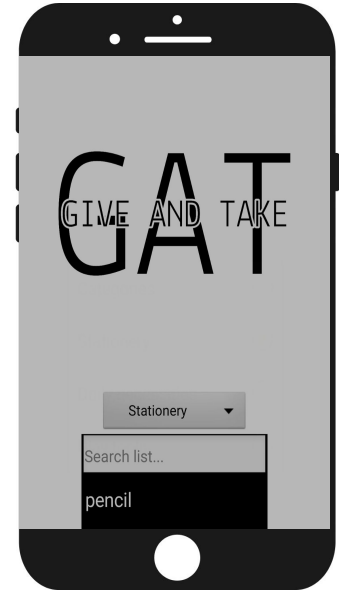 GAT
GIVE AND TAKE
Stationery
Search list...
pencil